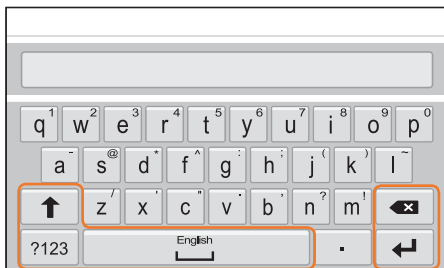 q 1 w 2 e 3 r 4 t 5 y 6 u 7 i 8 o 9 p 0
a - s @ d * f ^ g : h ; j ( k ) l ~
z / x ' c " v . b ' n ? m !
?123 English .